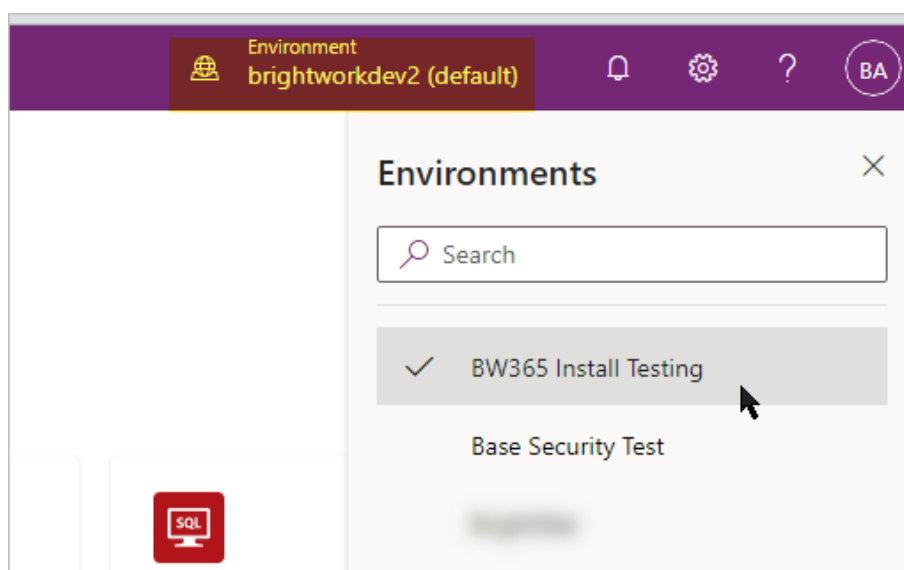 Environment
brightworkdev2 (default)
?
BA
Environments
Search
BW365 Install Testing
Base Security Test
SQL